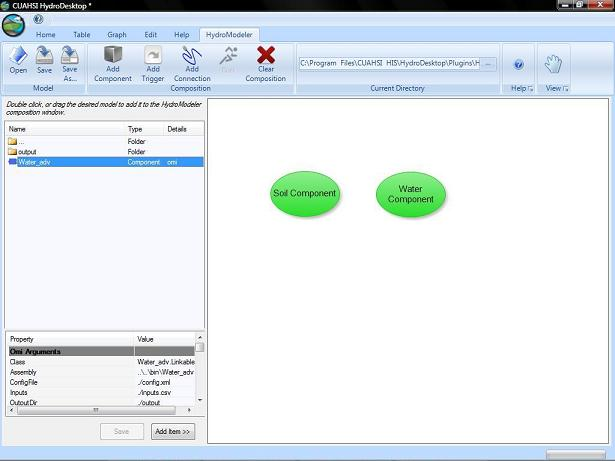 CUAHSI HydroDesktop *
Home Table Graph Edit Help HydroModeler
Open Save Save As... Add Component Add Trigger Add Connection Run Clear Composition
C:\Program Files\CUAHSI HIS\HydroDesktop\Plugins\H ...
Model Composition Current Directory Help View
Double click, or drag the desired model to add it to the HydroModeler
composition window.
Name Type Details
... Folder
output Folder
Water_adv Component omi
Soil Component
Water
Component
Property Value
Omi Arguments
Class Water_adv.Linkable
Assembly ..\..\bin\Water_adv
ConfigFile ./config.xml
Inputs ./inputs.csv
OutputDir ./output
Save Add Item >>